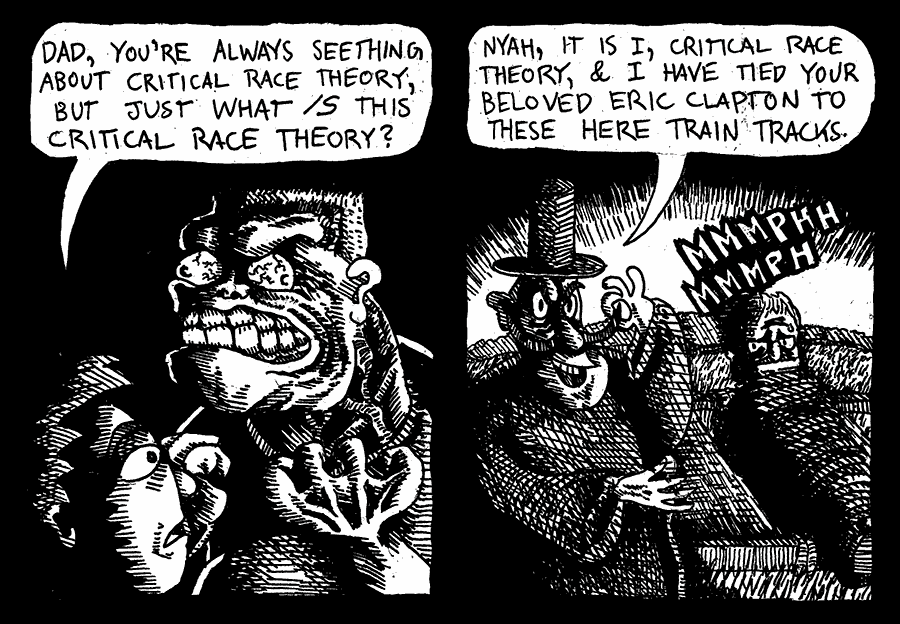 DAD, YOU'RE ALWAYS SEETHING
ABOUT CRITICAL RACE THEORY,
BUT JUST WHAT IS THIS
CRITICAL RACE THEORY?
NYAH, IT IS I, CRITICAL RACE
THEORY, & I HAVE TIED YOUR
BELOVED ERIC CLAPTON TO
THESE HERE TRAIN TRACKS.
MMMPHH
MMMPH